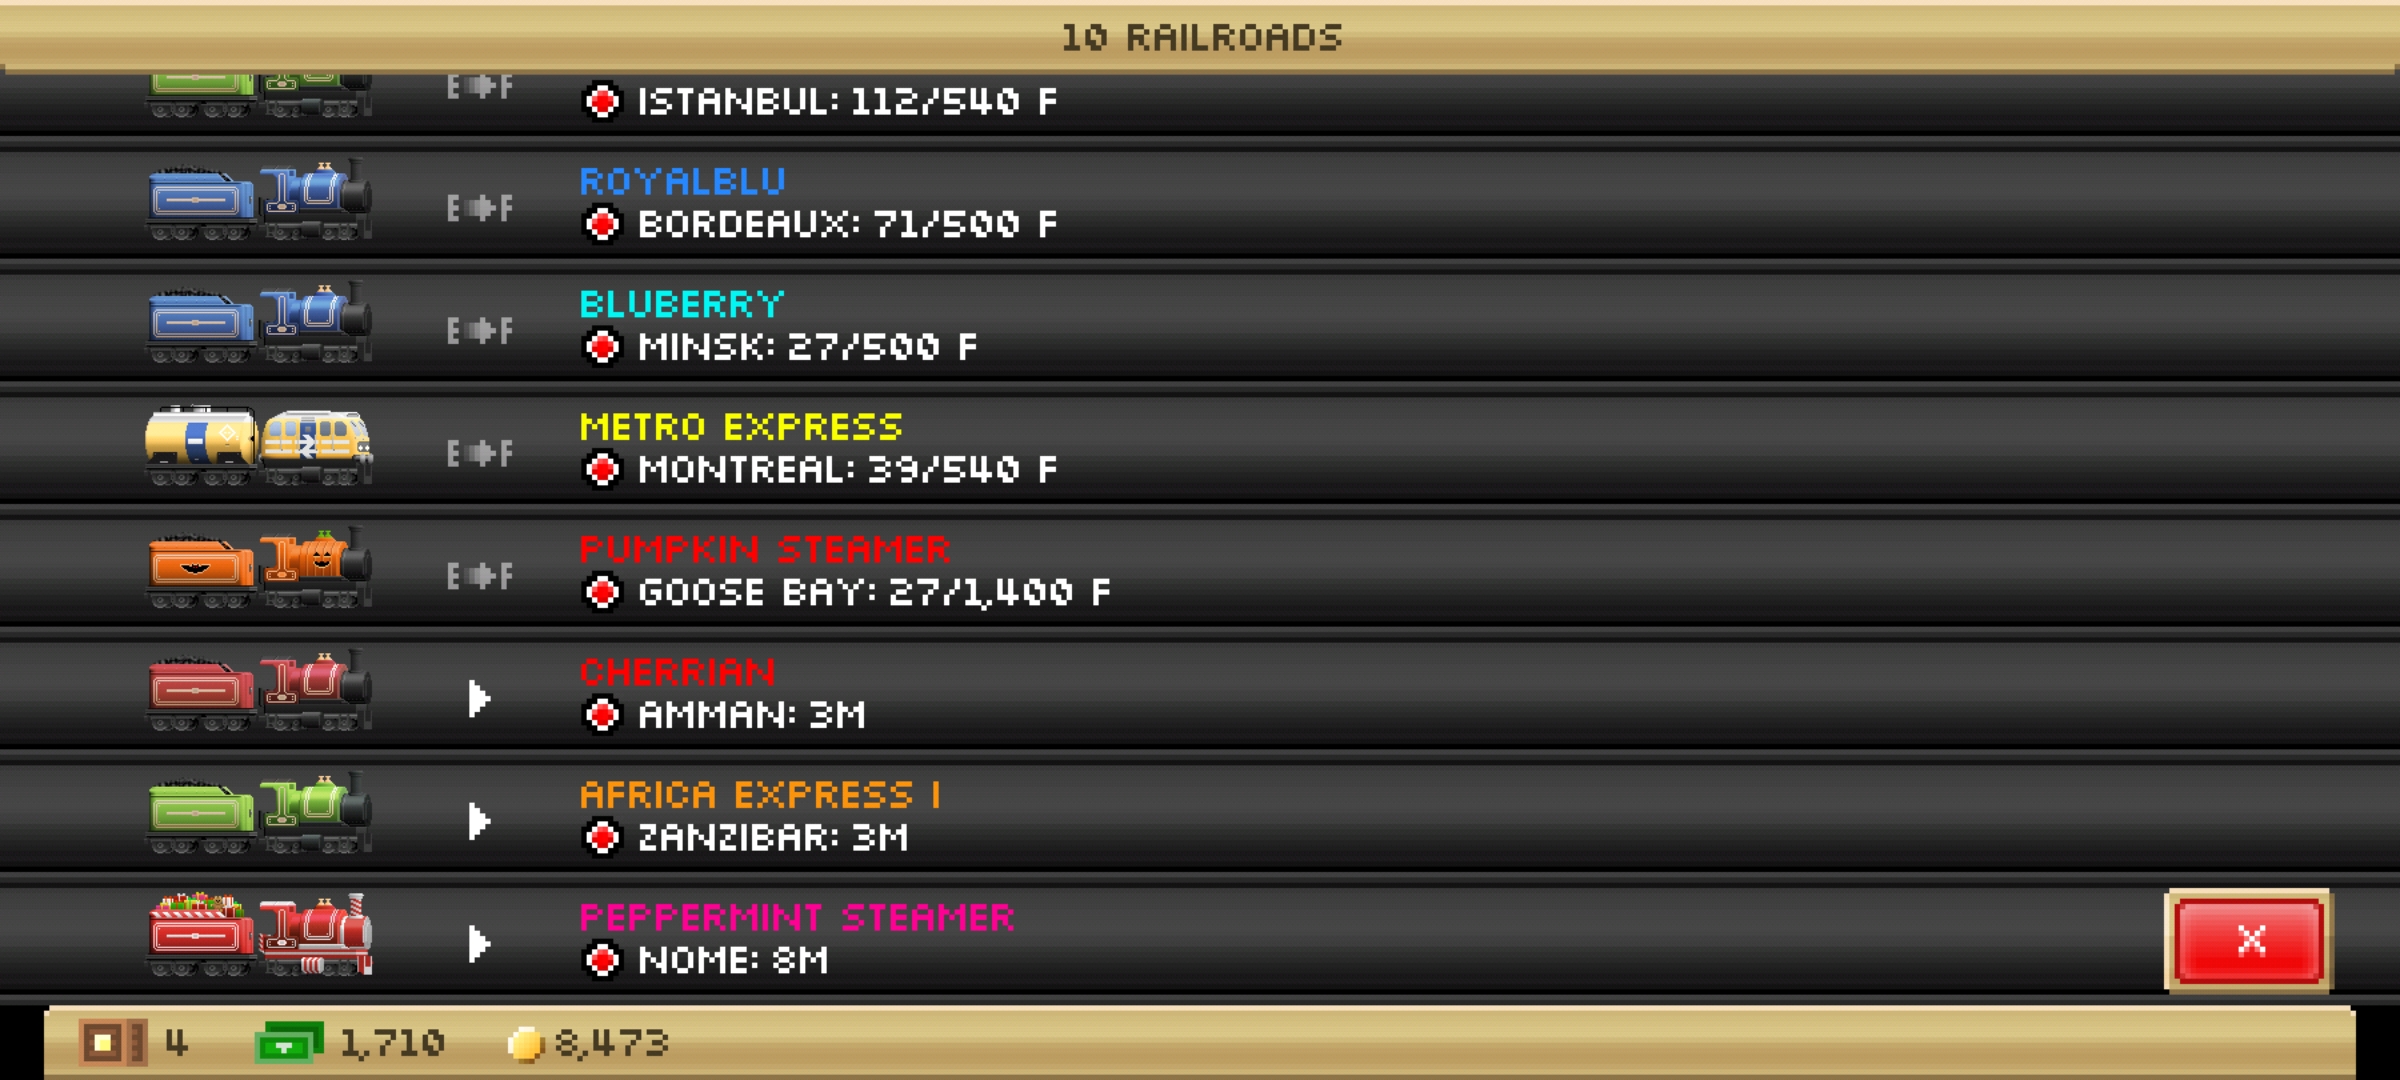 10 RAILROADS
E F
ISTANBUL: 112/540 F
ROYALBLU
E F
BORDEAUX: 71/500 F
BLUBERRY
E F
MINSK: 27/500 F
METRO EXPRESS
E F
MONTREAL: 39/540 F
PUMPKIN STEAMER
E F
GOOSE BAY: 27/1,400 F
CHERRIAN
AMMAN: 3M
AFRICA EXPRESS I
ZANZIBAR: 3M
PEPPERMINT STEAMER
NOME: 8M
X
4 1,710 8,473